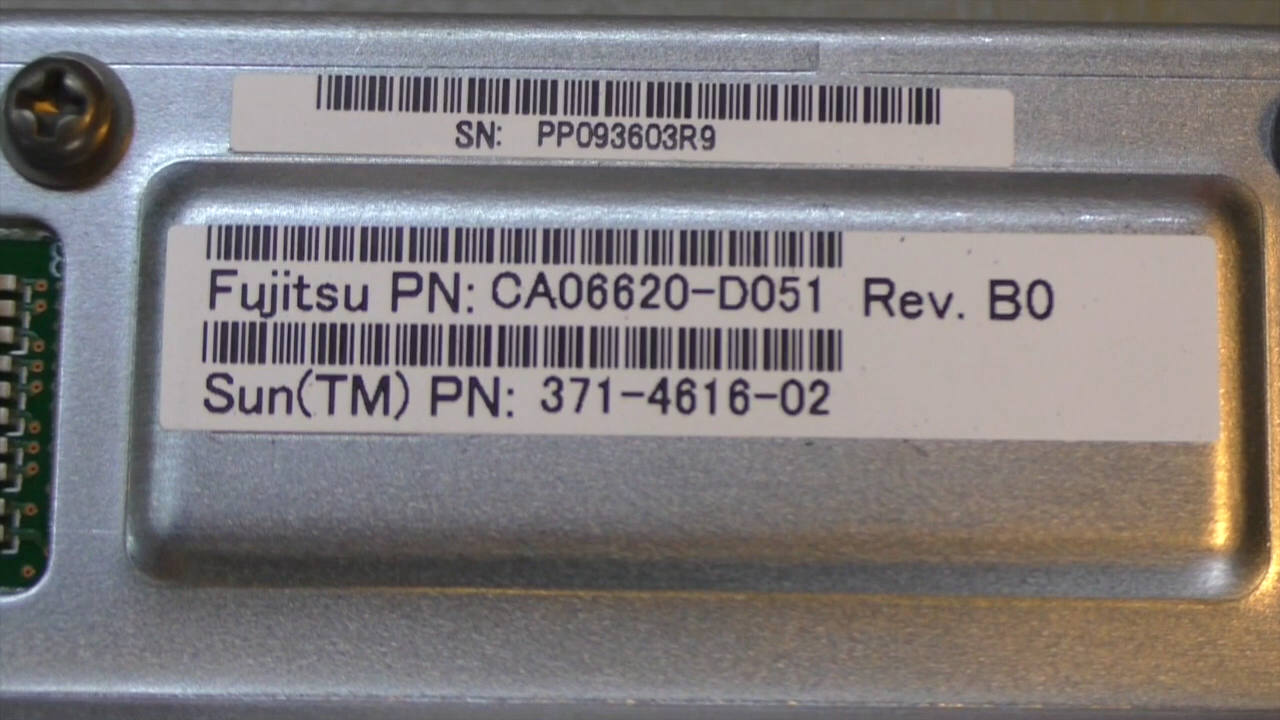 SN: PP093603R9
Fujitsu PN: CA06620-D051 Rev. B0
Sun(TM) PN: 371-4616-02